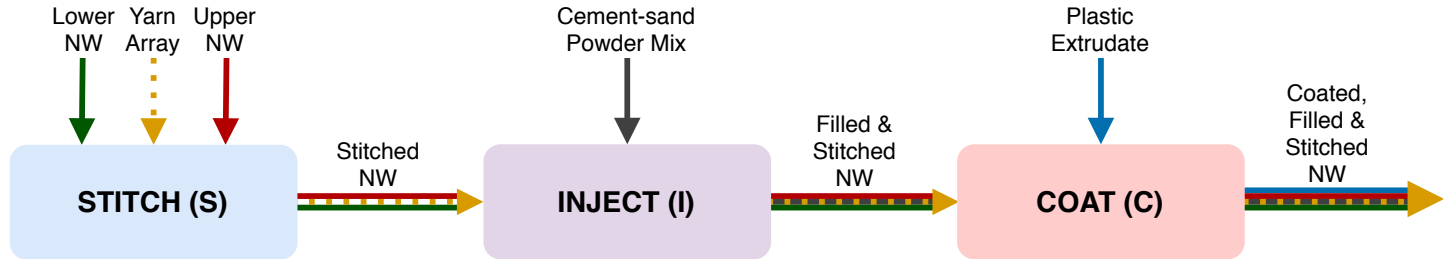 Lower
NW
Yarn
Array
Upper
NW
STITCH (S)
Stitched
NW
Cement-sand
Powder Mix
INJECT (I)
Filled &
Stitched
NW
Plastic
Extrudate
COAT (C)
Coated,
Filled &
Stitched
NW